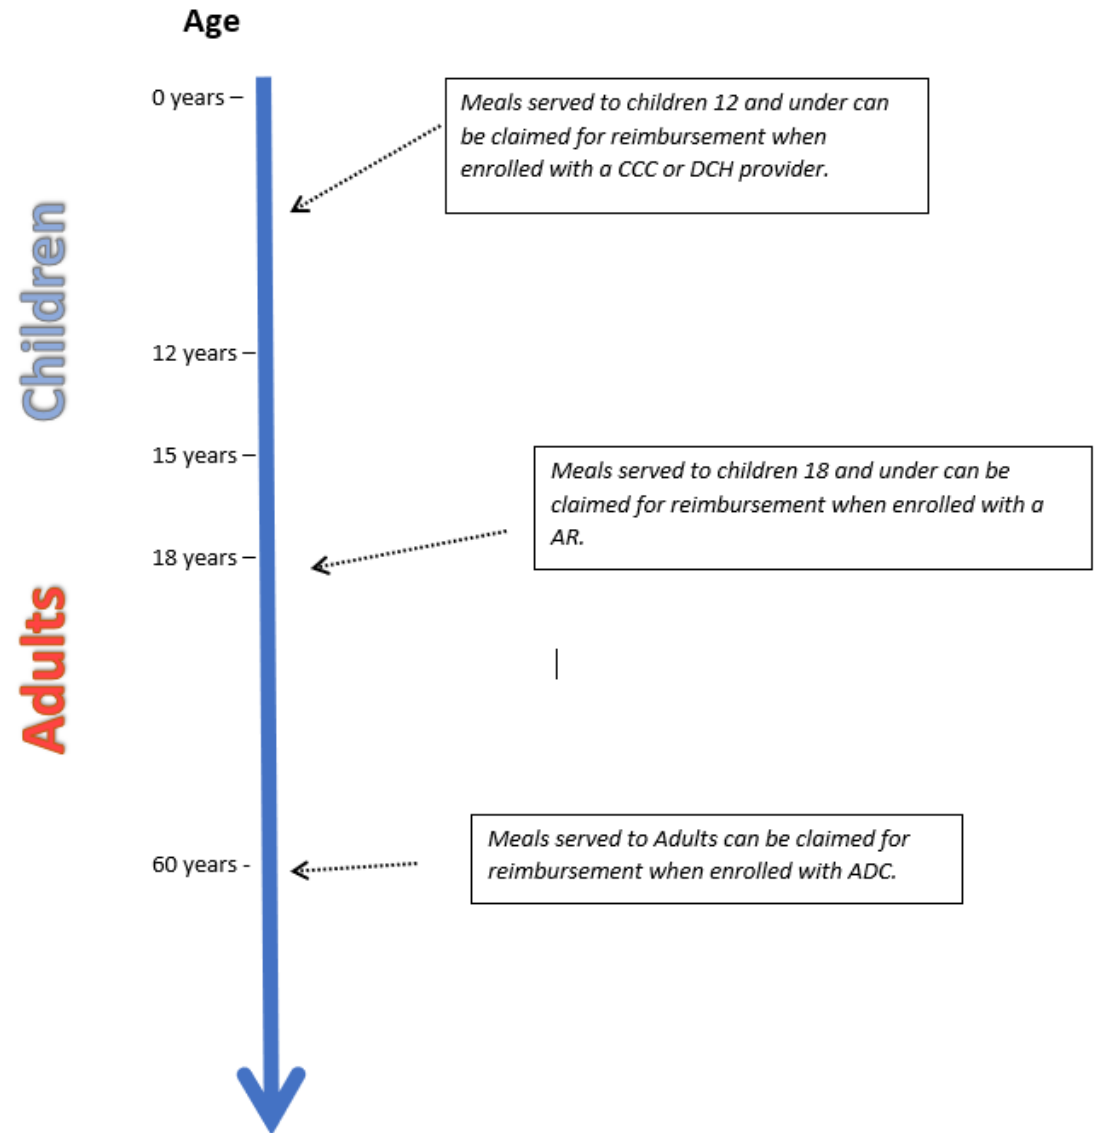 Age
0 years –
Meals served to children 12 and under can
be claimed for reimbursement when
enrolled with a CCC or DCH provider.
Children
12 years –
15 years –
Meals served to children 18 and under can be
claimed for reimbursement when enrolled with a
AR.
18 years –
Adults
Meals served to Adults can be claimed for
reimbursement when enrolled with ADC.
60 years -